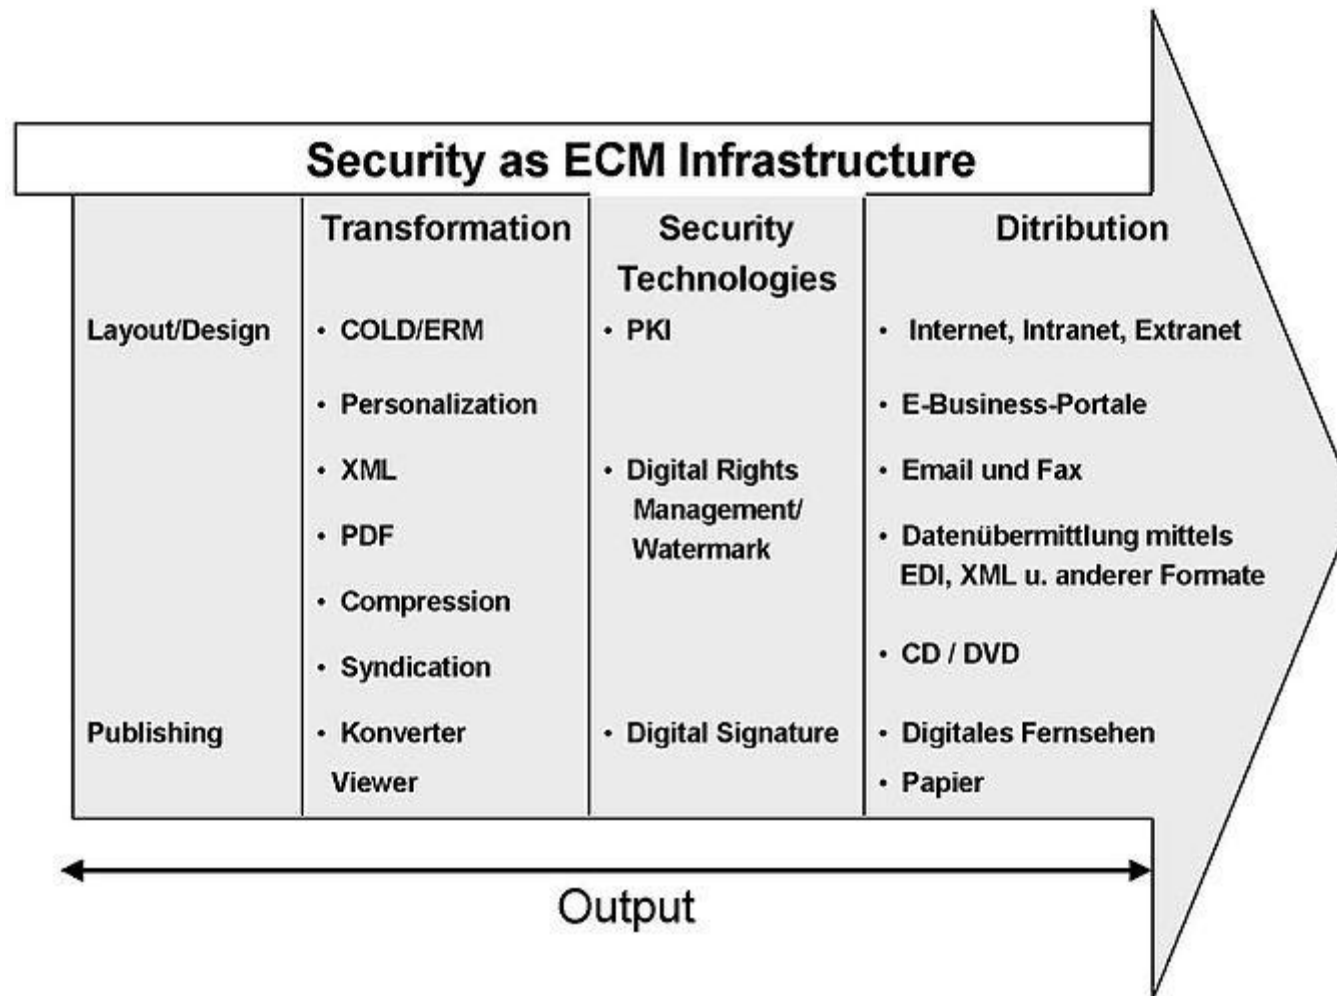 Security as ECM Infrastructure
Transformation
Security
Technologies
Ditribution
Layout/Design
Publishing
• COLD/ERM
• Personalization
• XML
• PDF
• Compression
• Syndication
• Konverter
Viewer
• PKI
• Digital Rights
Management/
Watermark
• Digital Signature
• Internet, Intranet, Extranet
• E-Business-Portale
• Email und Fax
• Datenübermittlung mittels
EDI, XML u. anderer Formate
• CD / DVD
• Digitales Fernsehen
• Papier
Output